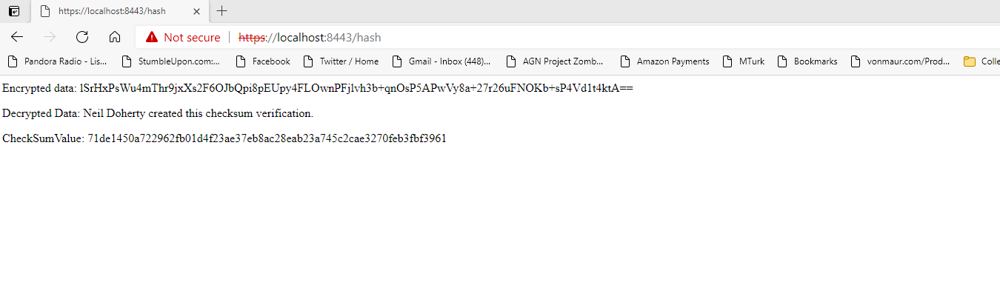 https://localhost:8443/hash
Not secure | https://localhost:8443/hash
Pandora Radio - Lis... StumbleUpon.com:... Facebook Twitter / Home Gmail - Inbox (448)... AGN Project Zomb... Amazon Payments MTurk Bookmarks vonmaur.com/Prod... Colle
Encrypted data: lSrHxPsWu4mThr9jxXs2F6OJbQpi8pEUpy4FLOwnPFjlvh3b+qnOsP5APwVy8a+27r26uFNOKb+sP4Vd1t4ktA==
Decrypted Data: Neil Doherty created this checksum verification.
CheckSumValue: 71de1450a722962fb01d4f23ae37eb8ac28eab23a745c2cae3270feb3fbf3961